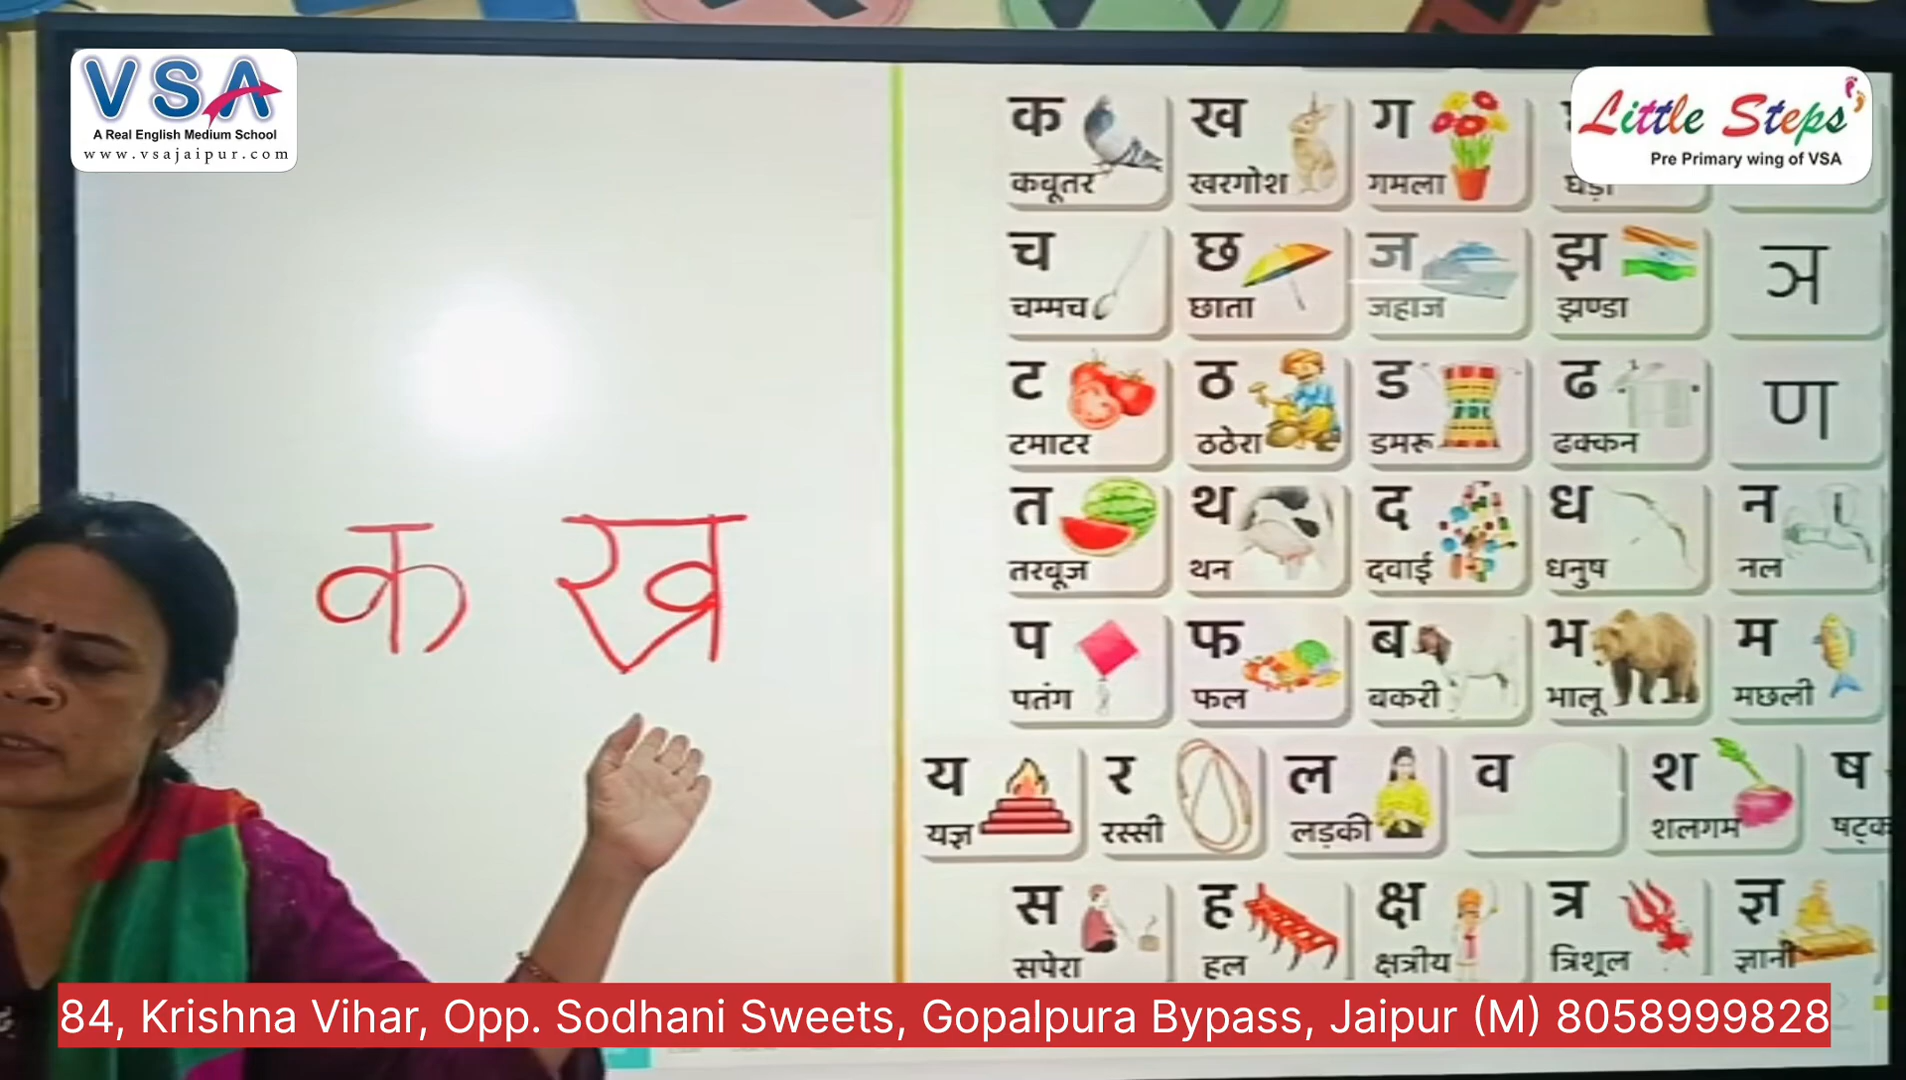 VSA
A Real English Medium School
www.vsajaipur.com
Little Steps
Pre Primary wing of VSA
क ख
क ख ग
कबूतर खरगोश गमला घड़ा
च छ ज झ ञ
चम्मच छाता जहाज झण्डा
ट ठ ड ढ ण
टमाटर ठठेरा डमरू ढक्कन
त थ द ध न
तरबूज थन दवाई धनुष नल
प फ ब भ म
पतंग फल बकरी भालू मछली
य र ल व श ष
यज्ञ रस्सी लड़की शलगम
स ह क्ष त्र ज्ञ
सपेरा हल क्षत्रीय त्रिशूल ज्ञानी
84, Krishna Vihar, Opp. Sodhani Sweets, Gopalpura Bypass, Jaipur (M) 8058999828